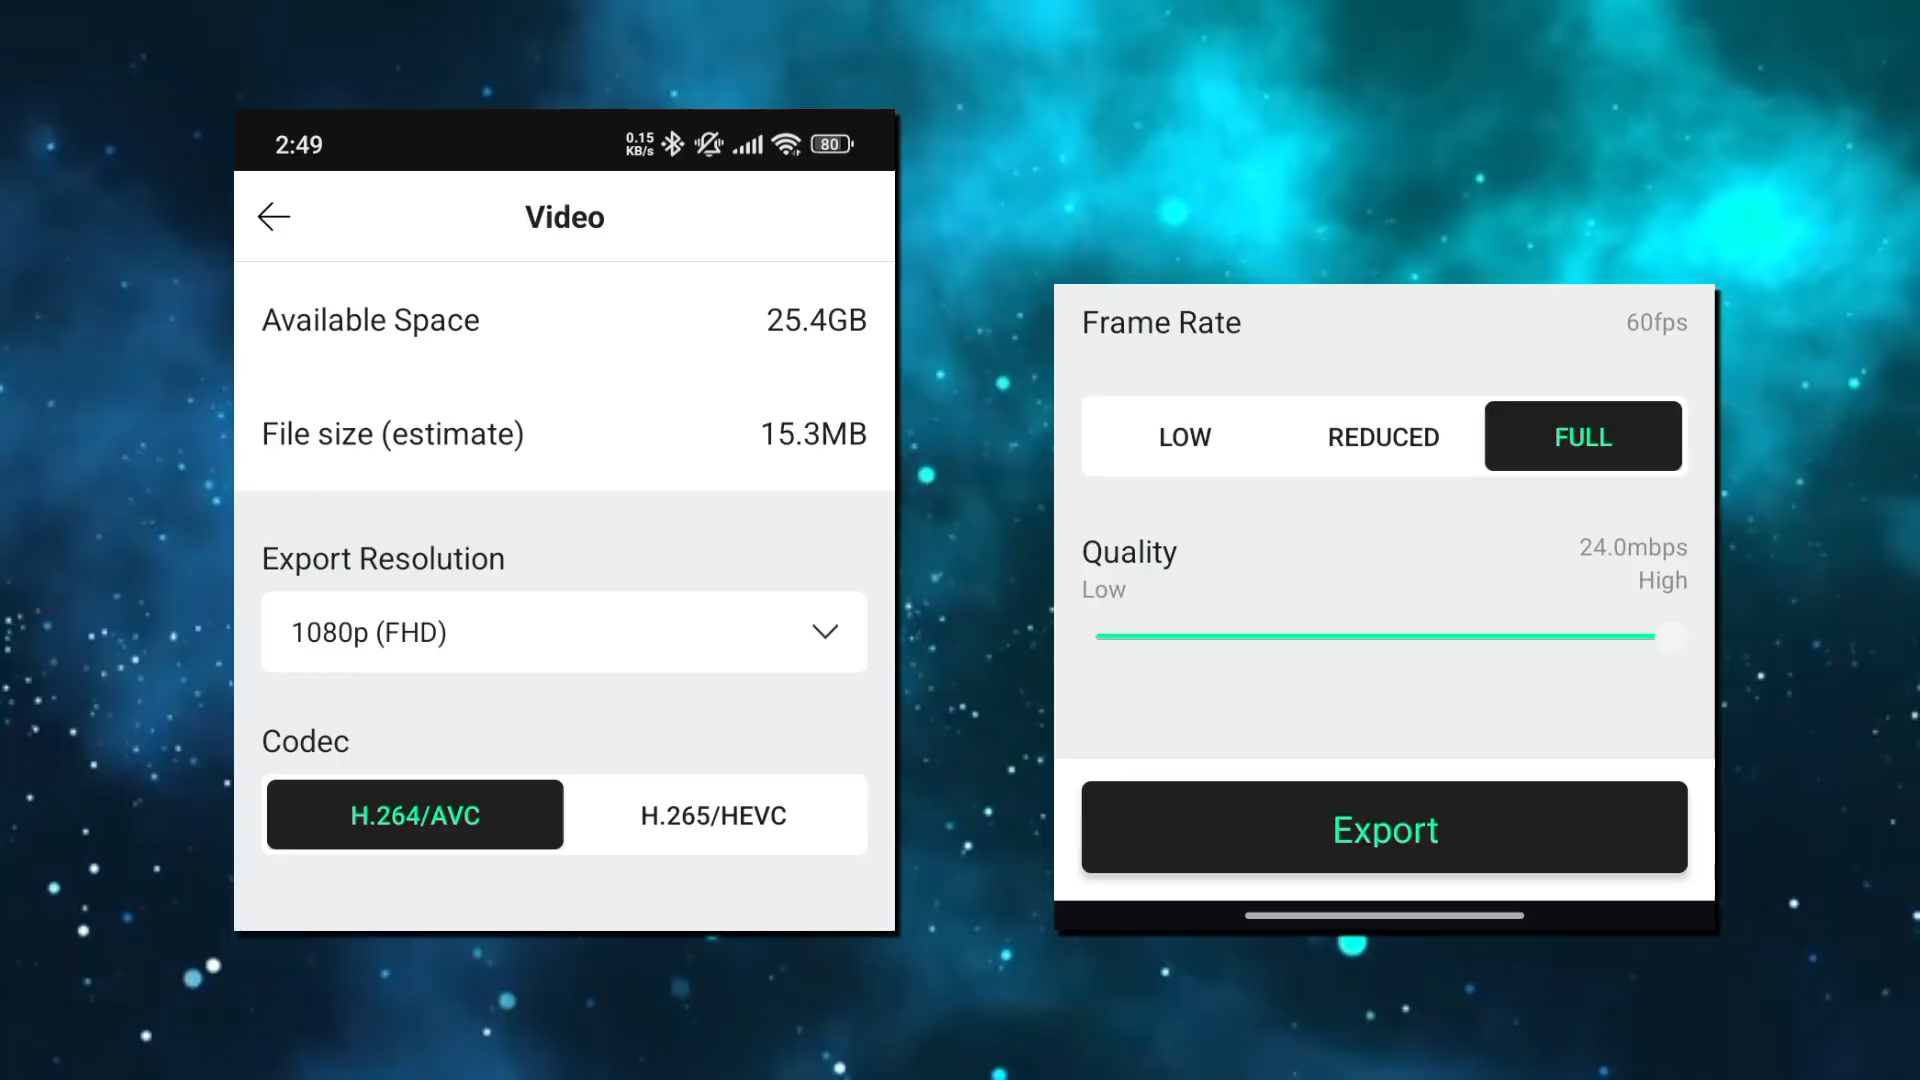 2:49
0.15
KB/s
80
Video
Available Space 25.4GB
File size (estimate) 15.3MB
Export Resolution
1080p (FHD)
Codec
H.264/AVC H.265/HEVC
Frame Rate 60fps
LOW REDUCED FULL
Quality 24.0mbps
Low High
Export